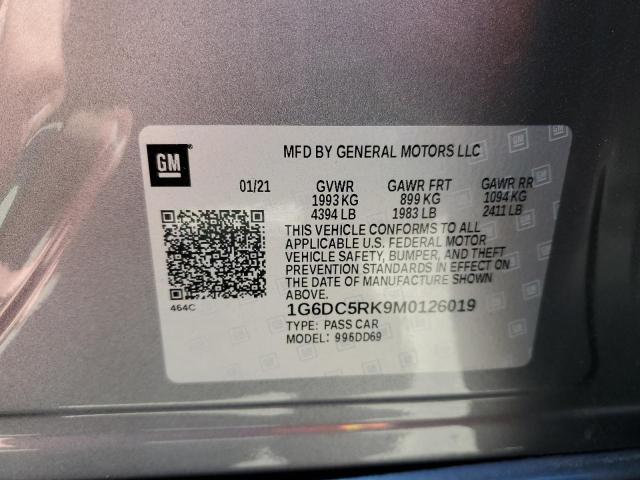 GM
MFD BY GENERAL MOTORS LLC
01/21 GVWR GAWR FRT GAWR RR
1993 KG 899 KG 1094 KG
4394 LB 1983 LB 2411 LB
THIS VEHICLE CONFORMS TO ALL
APPLICABLE U.S. FEDERAL MOTOR
VEHICLE SAFETY, BUMPER, AND THEFT
PREVENTION STANDARDS IN EFFECT ON
THE DATE OF MANUFACTURE SHOWN
ABOVE.
464C
1G6DC5RK9M0126019
TYPE: PASS CAR
MODEL: 996DD69